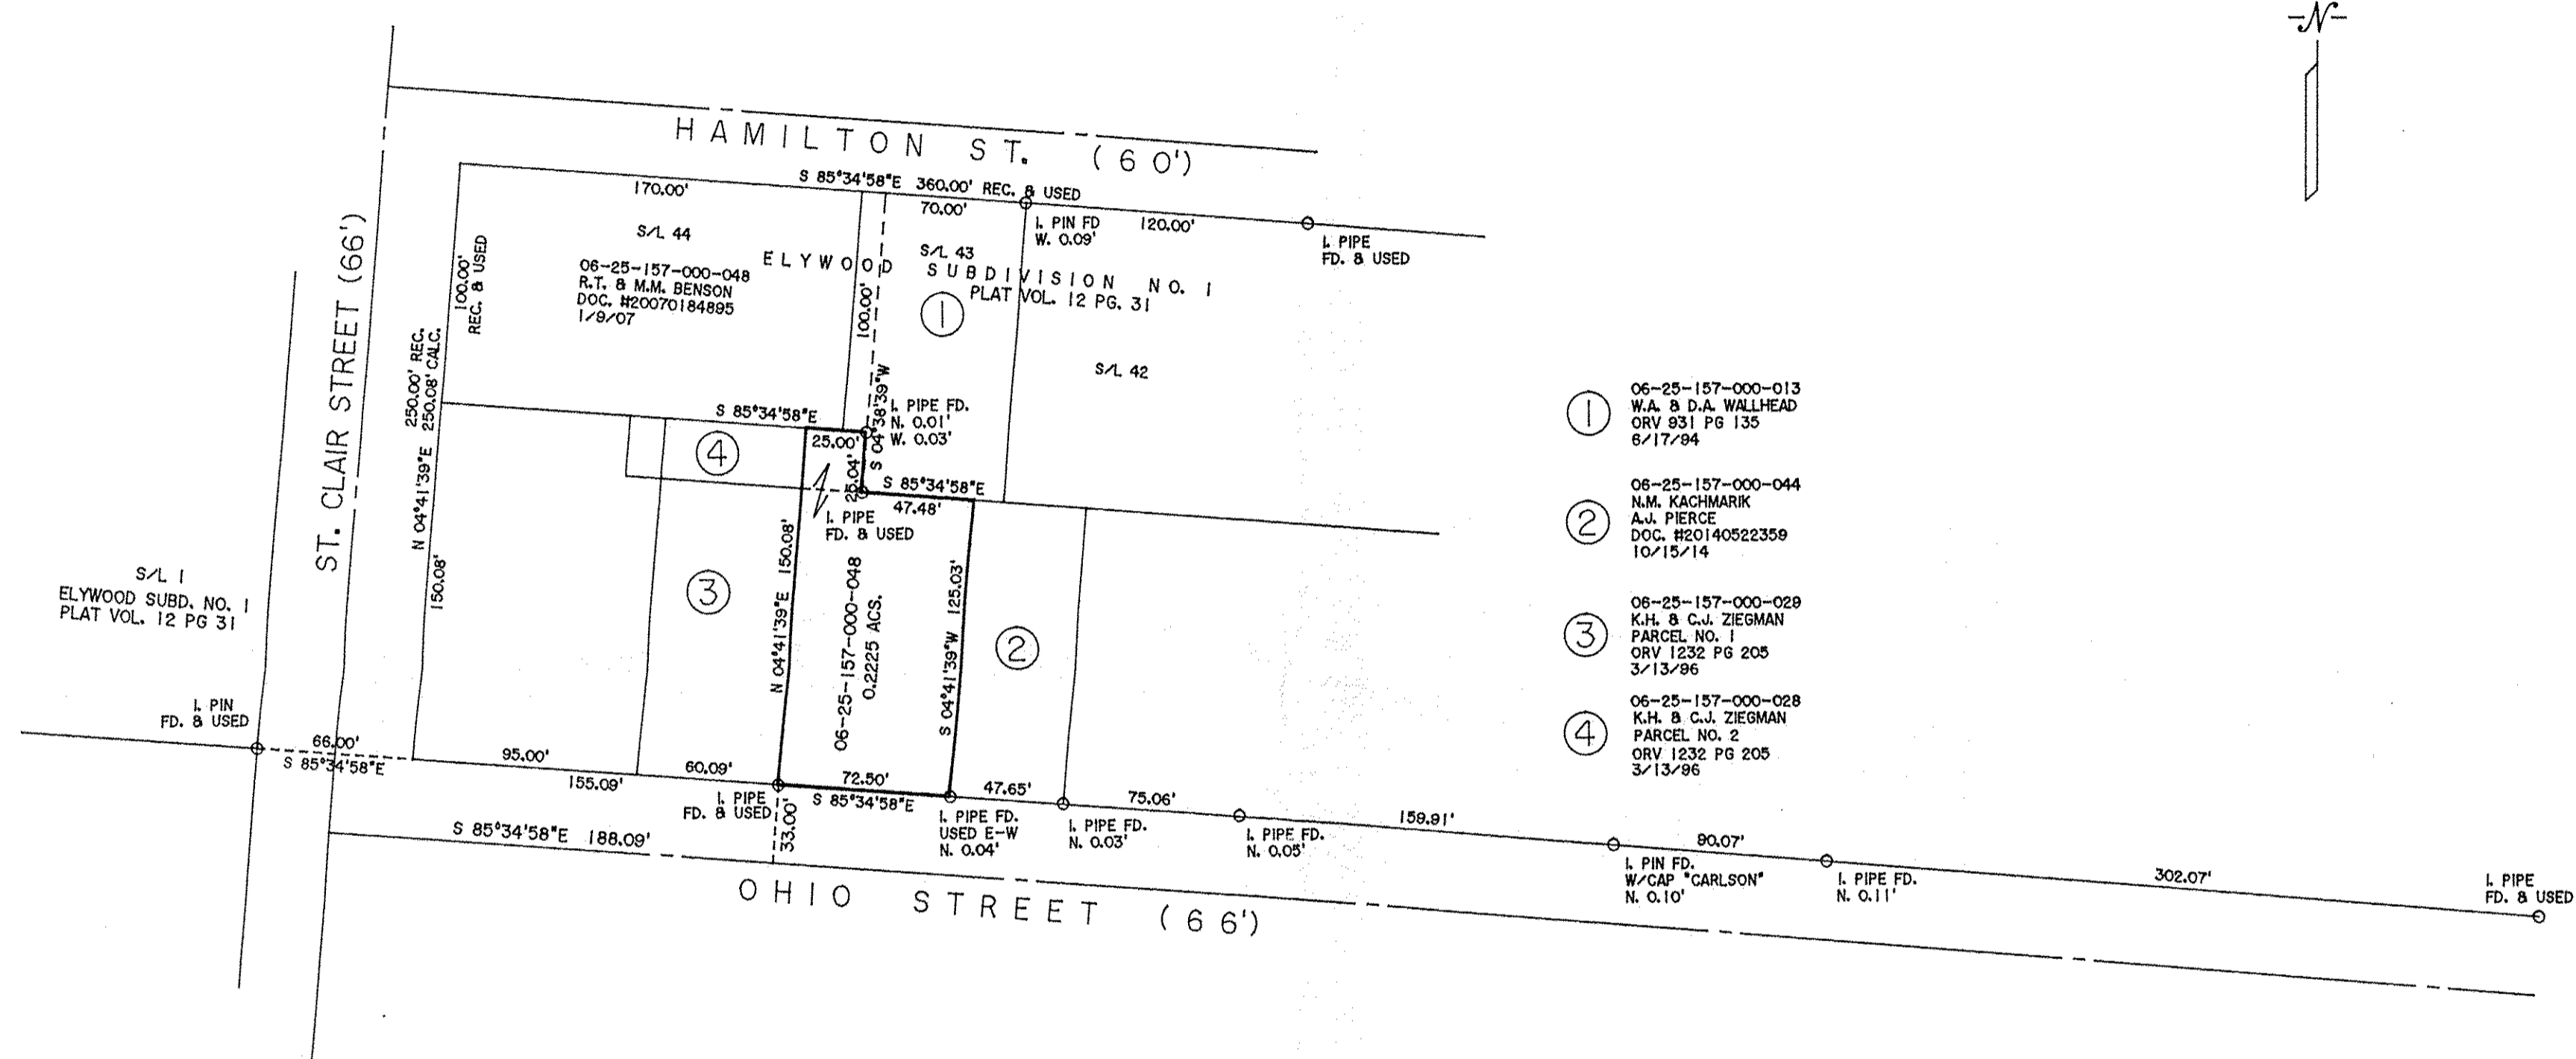 -N-
HAMILTON ST. (60')
S 85°34'58"E 360.00' REC. & USED
170.00'
70.00'
120.00'
I. PIN FD
W. 0.09'
I. PIPE
FD. & USED
S/L 44
06-25-157-000-048
R.T. & M.M. BENSON
DOC. #20070184895
1/9/07
S/L 43
ELYWOOD SUBDIVISION NO. 1
PLAT VOL. 12 PG. 31
1
S/L 42
100.00'
REC. & USED
100.00'
250.00' REC.
N 04°41'39"E 250.08' CALC.
150.08'
ST. CLAIR STREET (66')
S 85°34'58"E
4
25.00'
25.04'
S 04°38'39"W
I. PIPE FD.
N. 0.01'
W. 0.03'
S 85°34'58"E
47.48'
I. PIPE
FD. & USED
3
N 04°41'39"E 150.08'
06-25-157-000-048
0.2225 ACS.
S 04°41'39"W 125.03'
2
S/L 1
ELYWOOD SUBD. NO. 1
PLAT VOL. 12 PG 31
I. PIN
FD. & USED
66.00'
S 85°34'58"E
95.00'
155.09'
60.09'
72.50'
S 85°34'58"E
47.65'
75.06'
159.91'
90.07'
302.07'
I. PIPE
FD. & USED
33.00'
I. PIPE FD.
USED E-W
N. 0.04'
I. PIPE FD.
N. 0.03'
I. PIPE FD.
N. 0.05'
I. PIN FD.
W/CAP "CARLSON"
N. 0.10'
I. PIPE FD.
N. 0.11'
I. PIPE
FD. & USED
S 85°34'58"E 188.09'
OHIO STREET (66')
1
06-25-157-000-013
W.A. & D.A. WALLHEAD
ORV 931 PG 135
6/17/94
2
06-25-157-000-044
N.M. KACHMARIK
A.J. PIERCE
DOC. #20140522359
10/15/14
3
06-25-157-000-029
K.H. & C.J. ZIEGMAN
PARCEL NO. 1
ORV 1232 PG 205
3/13/96
4
06-25-157-000-028
K.H. & C.J. ZIEGMAN
PARCEL NO. 2
ORV 1232 PG 205
3/13/96